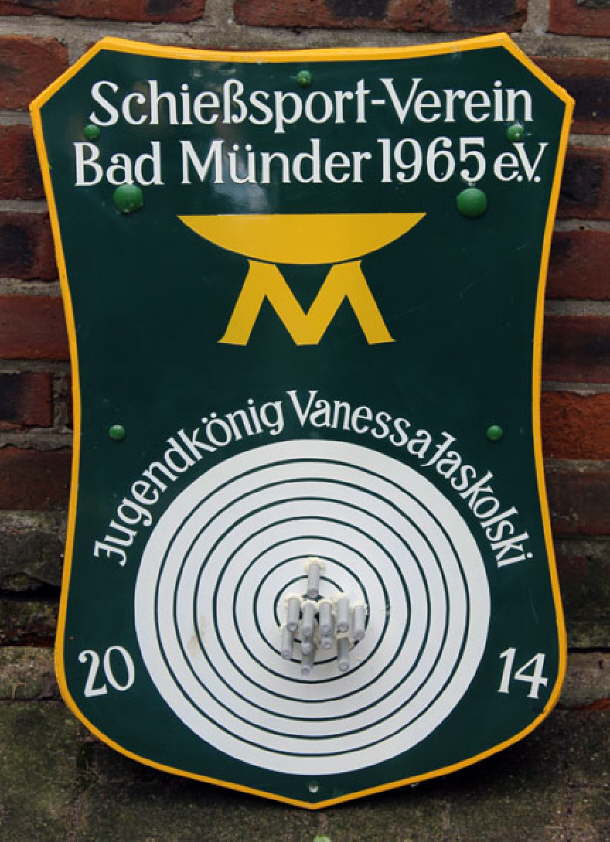 Schießsport-Verein
Bad Münder 1965 e.V.
M
Jugendkönig Vanessa Jaskolski
20 14